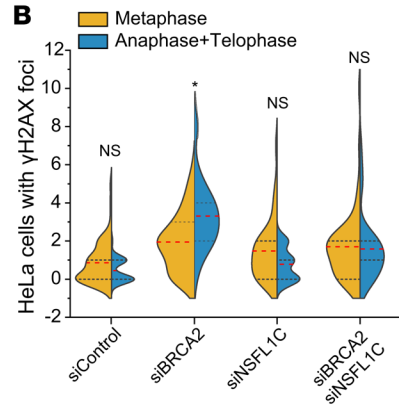 B
Metaphase
Anaphase+Telophase
HeLa cells with γH2AX foci
12
10
8
6
4
2
0
-2
NS
*
NS
NS
siControl
siBRCA2
siNSFL1C
siBRCA2
siNSFL1C